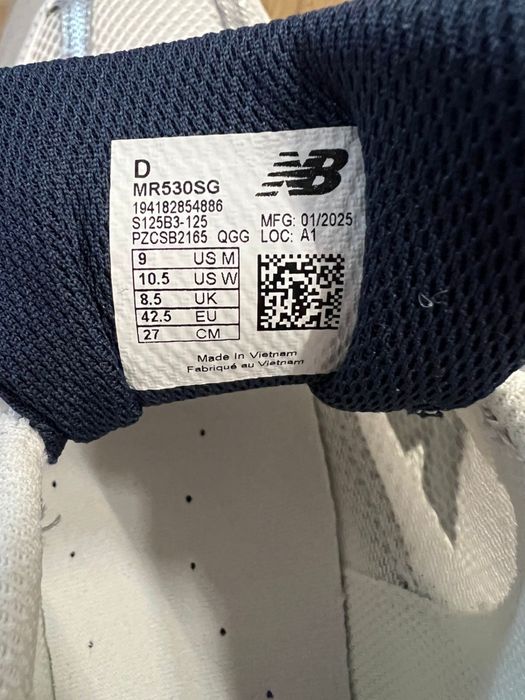 D
MR530SG
NB
194182854886
S125B3-125 MFG: 01/2025
PZCSB2165 QGG LOC: A1
9 US M
10.5 US W
8.5 UK
42.5 EU
27 CM
Made In Vietnam
Fabriqué au Vietnam